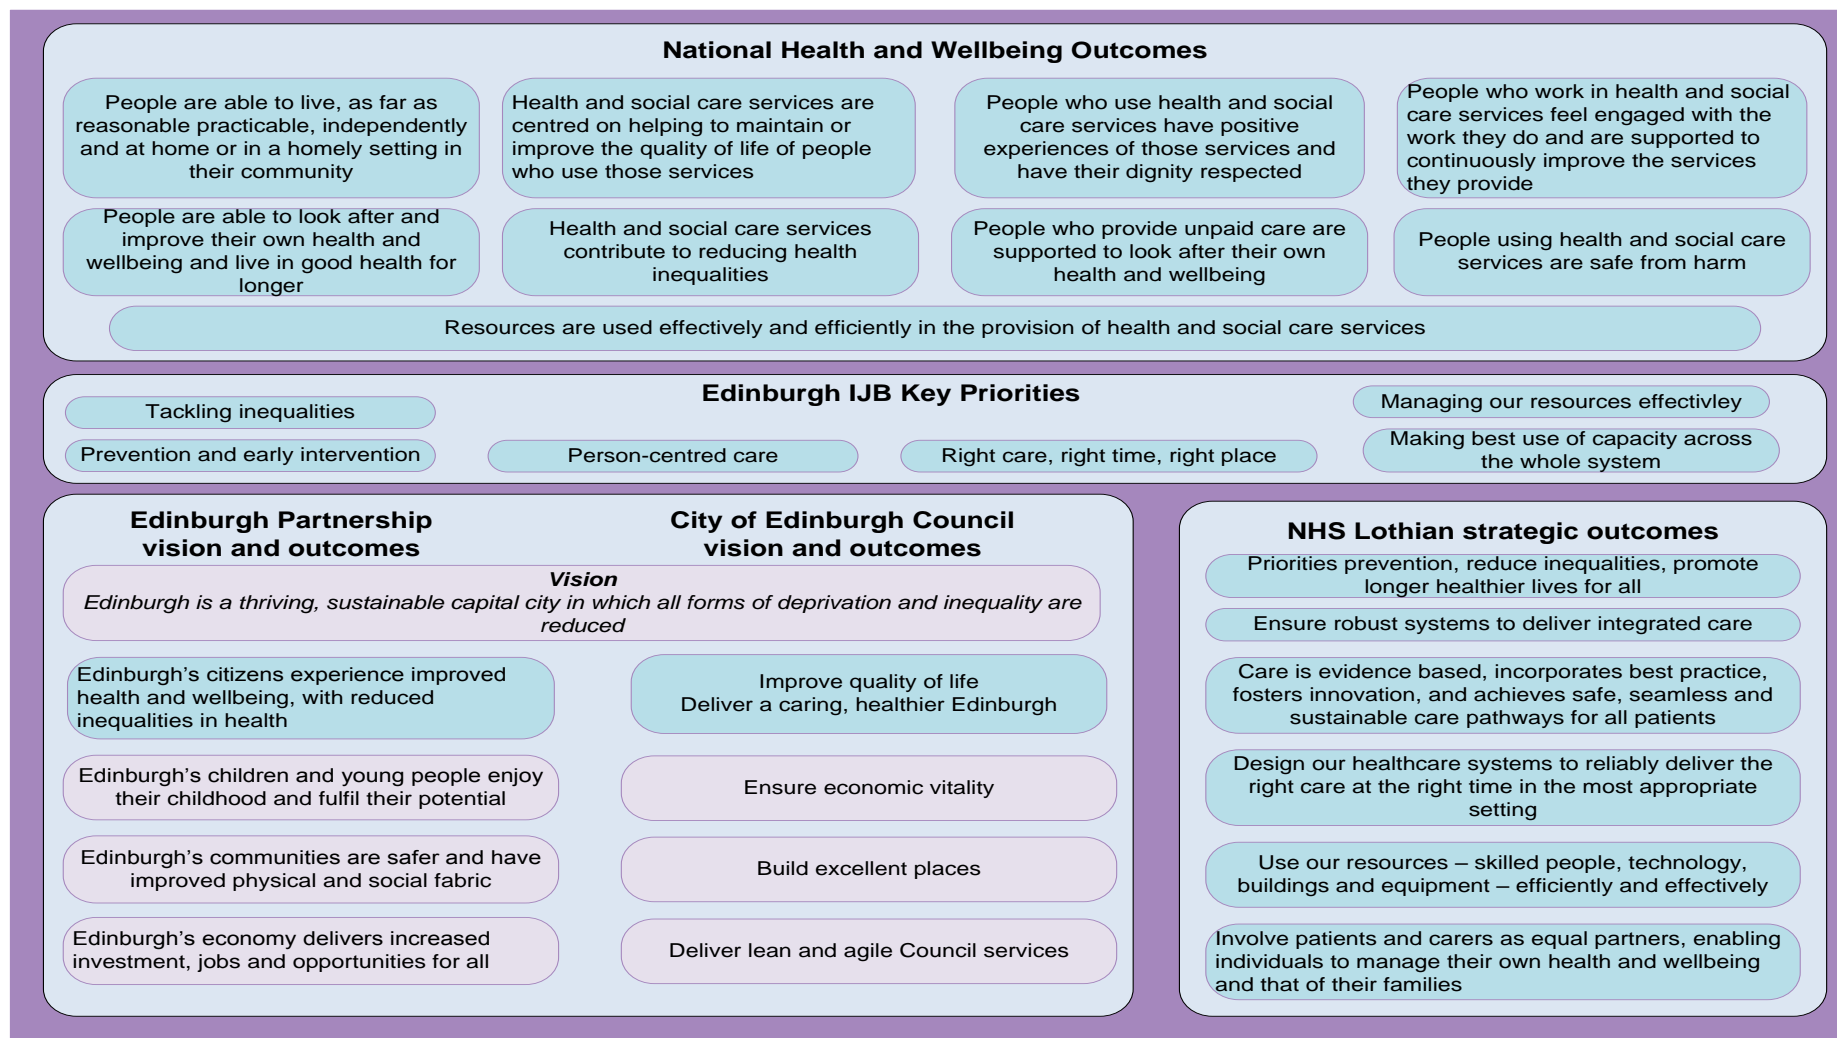 National Health and Wellbeing Outcomes
People are able to live, as far as
reasonable practicable, independently
and at home or in a homely setting in
their community
Health and social care services are
centred on helping to maintain or
improve the quality of life of people
who use those services
People who use health and social
care services have positive
experiences of those services and
have their dignity respected
People who work in health and social
care services feel engaged with the
work they do and are supported to
continuously improve the services
they provide
People are able to look after and
improve their own health and
wellbeing and live in good health for
longer
Health and social care services
contribute to reducing health
inequalities
People who provide unpaid care are
supported to look after their own
health and wellbeing
People using health and social care
services are safe from harm
Resources are used effectively and efficiently in the provision of health and social care services
Edinburgh IJB Key Priorities
Tackling inequalities
Managing our resources effectivley
Prevention and early intervention
Person-centred care
Right care, right time, right place
Making best use of capacity across
the whole system
Edinburgh Partnership
vision and outcomes
City of Edinburgh Council
vision and outcomes
Vision
Edinburgh is a thriving, sustainable capital city in which all forms of deprivation and inequality are
reduced
Edinburgh’s citizens experience improved
health and wellbeing, with reduced
inequalities in health
Improve quality of life
Deliver a caring, healthier Edinburgh
Edinburgh’s children and young people enjoy
their childhood and fulfil their potential
Ensure economic vitality
Edinburgh’s communities are safer and have
improved physical and social fabric
Build excellent places
Edinburgh’s economy delivers increased
investment, jobs and opportunities for all
Deliver lean and agile Council services
NHS Lothian strategic outcomes
Priorities prevention, reduce inequalities, promote
longer healthier lives for all
Ensure robust systems to deliver integrated care
Care is evidence based, incorporates best practice,
fosters innovation, and achieves safe, seamless and
sustainable care pathways for all patients
Design our healthcare systems to reliably deliver the
right care at the right time in the most appropriate
setting
Use our resources – skilled people, technology,
buildings and equipment – efficiently and effectively
Involve patients and carers as equal partners, enabling
individuals to manage their own health and wellbeing
and that of their families